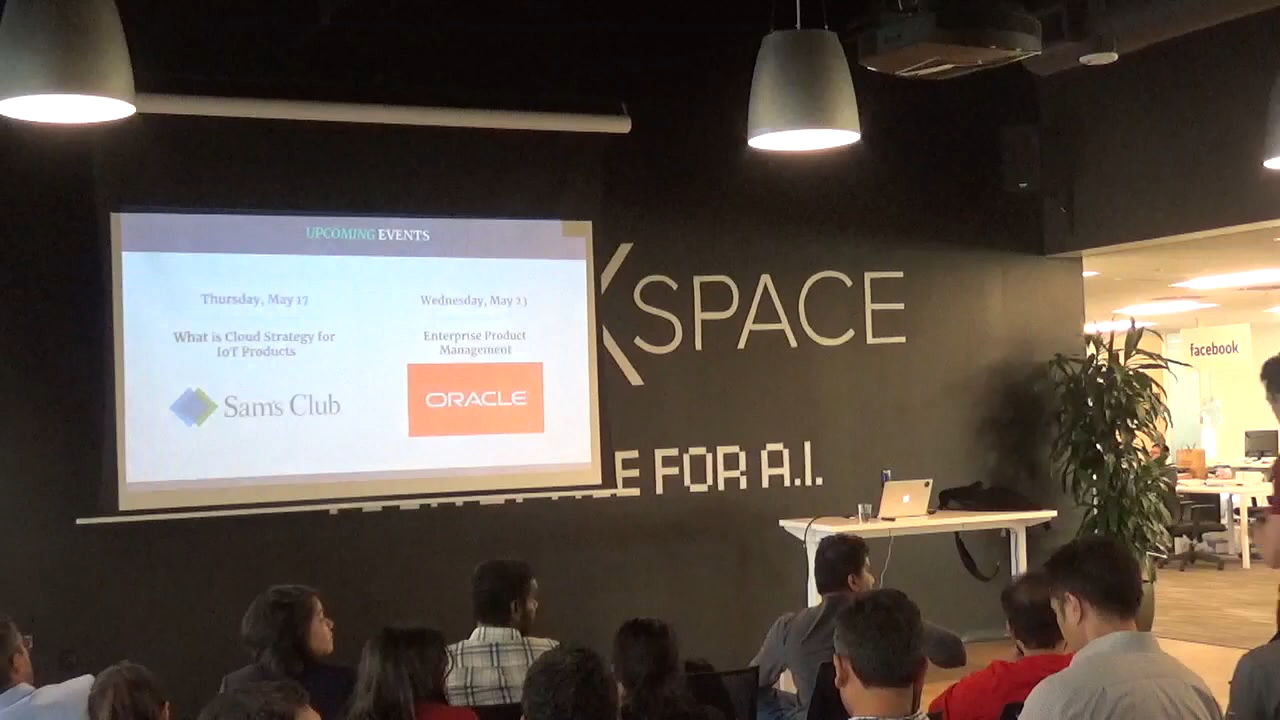 UPCOMING EVENTS
Thursday, May 17
What is Cloud Strategy for
IoT Products
Sam's Club
Wednesday, May 23
Enterprise Product
Management
ORACLE
SPACE
FOR A.I.
facebook